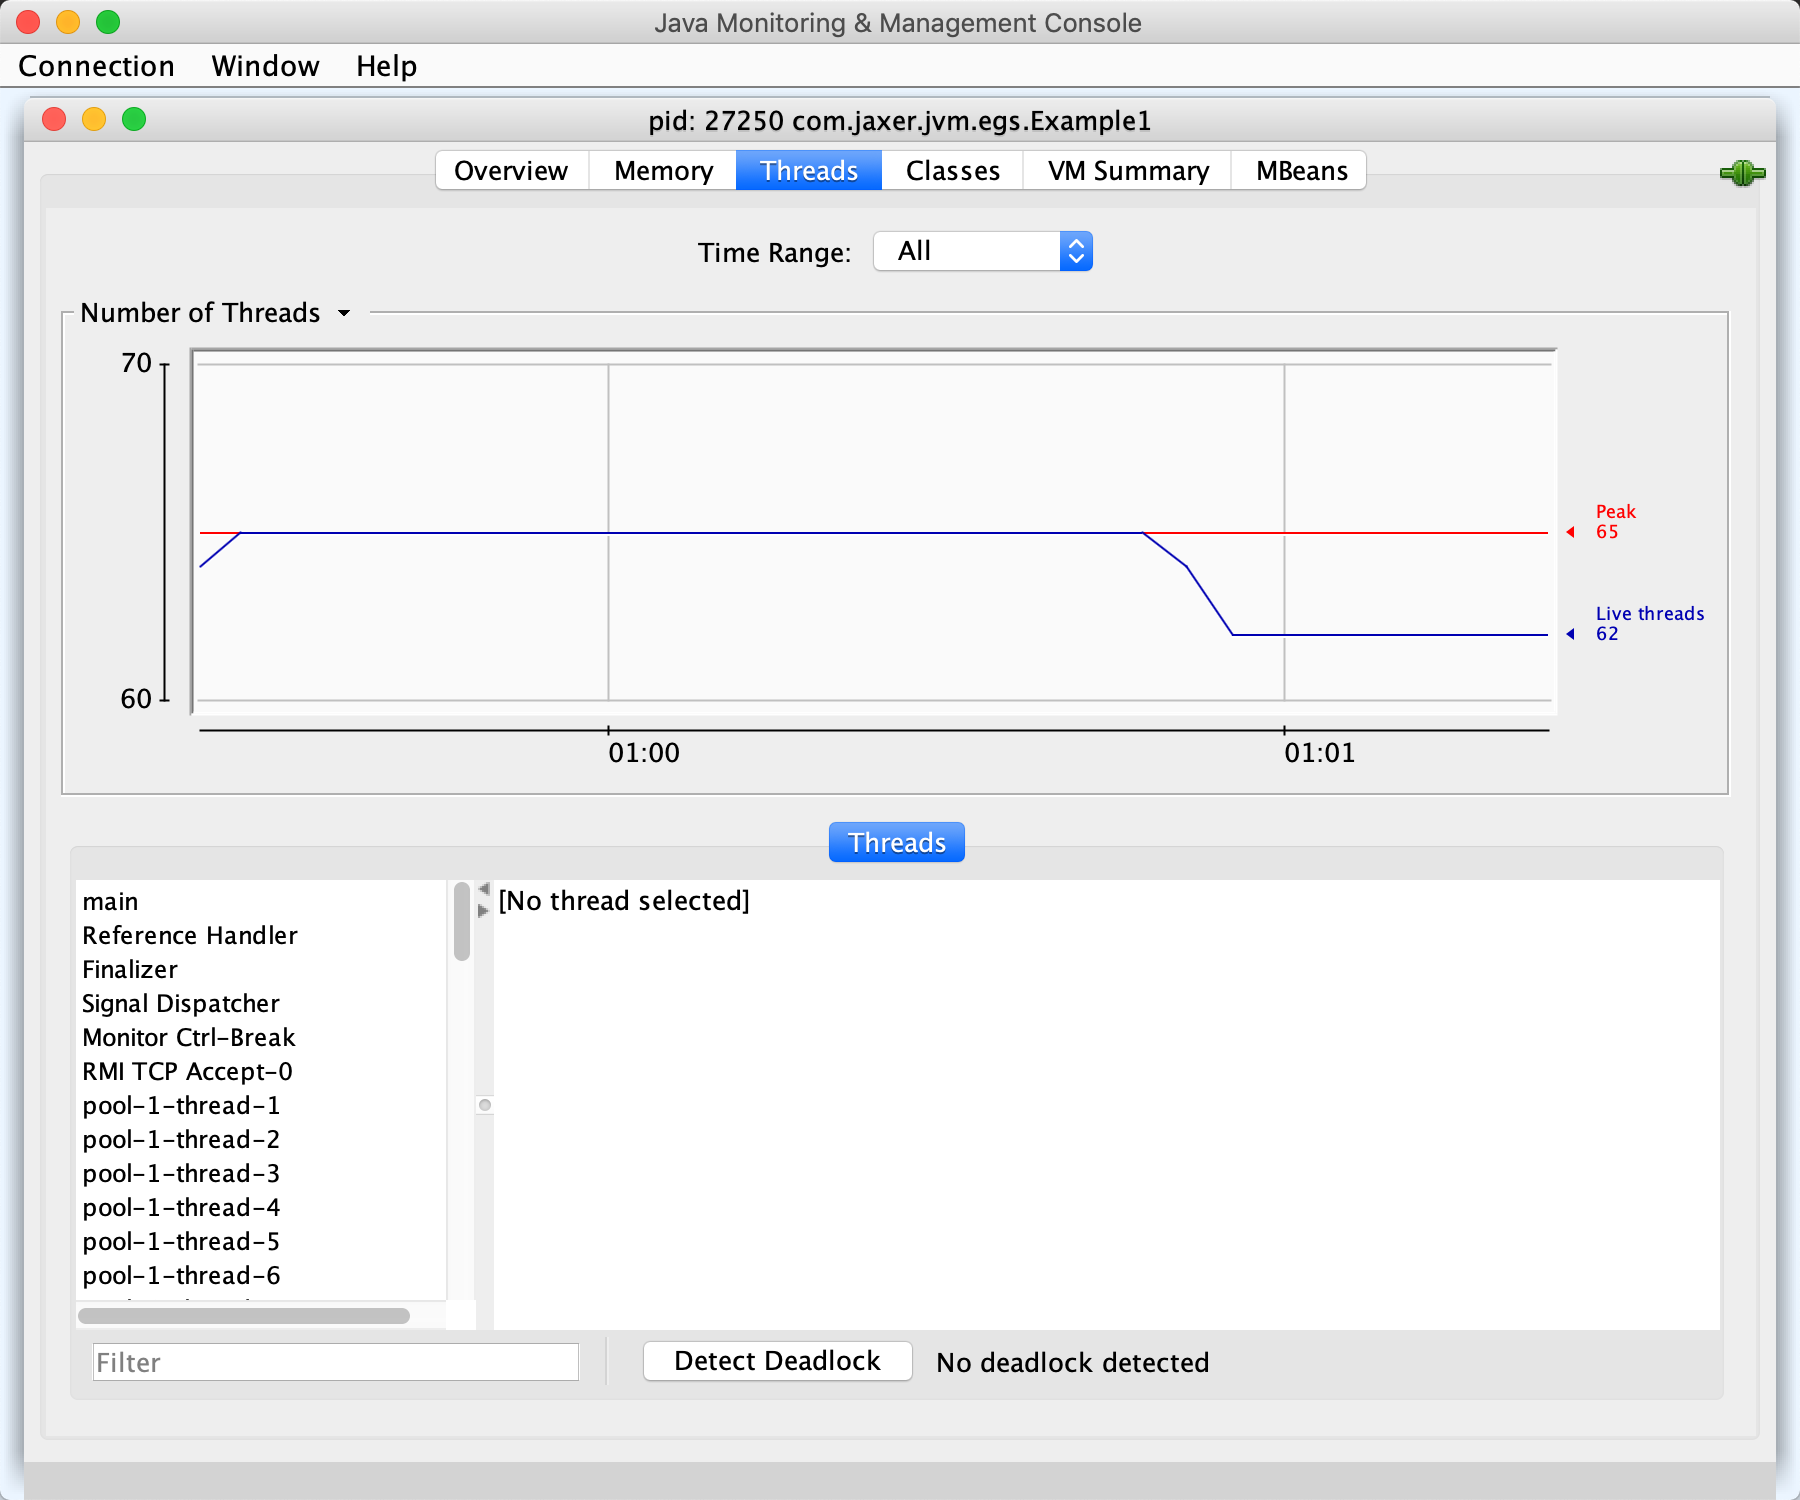 Java Monitoring & Management Console
Connection Window Help
pid: 27250 com.jaxer.jvm.egs.Example1
Overview Memory Threads Classes VM Summary MBeans
Time Range: All
Number of Threads
70
60
Peak
65
Live threads
62
01:00 01:01
Threads
main
Reference Handler
Finalizer
Signal Dispatcher
Monitor Ctrl-Break
RMI TCP Accept-0
pool-1-thread-1
pool-1-thread-2
pool-1-thread-3
pool-1-thread-4
pool-1-thread-5
pool-1-thread-6
[No thread selected]
Filter Detect Deadlock No deadlock detected